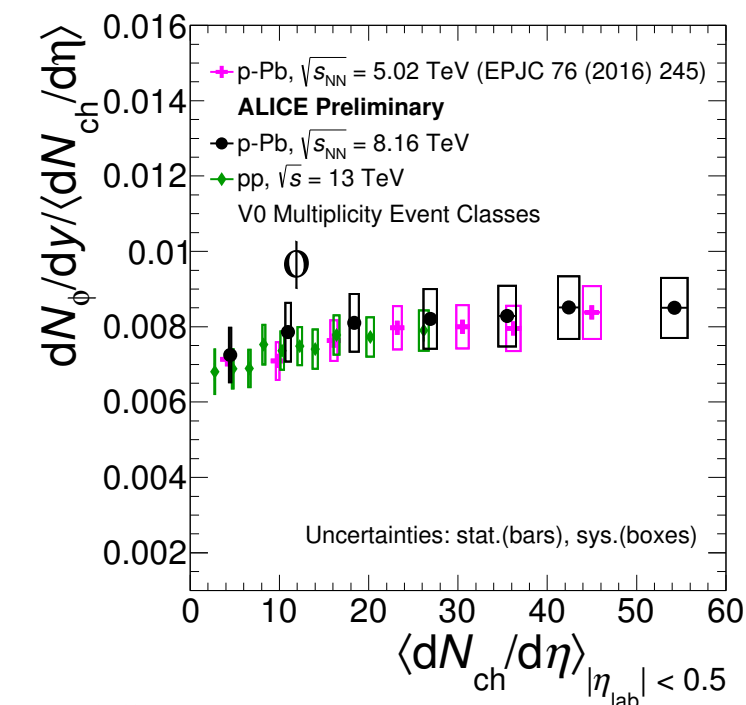 dN_ϕ/dy/⟨dN_ch/dη⟩
0.016
0.014
0.012
0.01
0.008
0.006
0.004
0.002
p-Pb, √s_NN = 5.02 TeV (EPJC 76 (2016) 245)
ALICE Preliminary
p-Pb, √s_NN = 8.16 TeV
pp, √s = 13 TeV
V0 Multiplicity Event Classes
ϕ
Uncertainties: stat.(bars), sys.(boxes)
0 10 20 30 40 50 60
⟨dN_ch/dη⟩_|η_lab| < 0.5